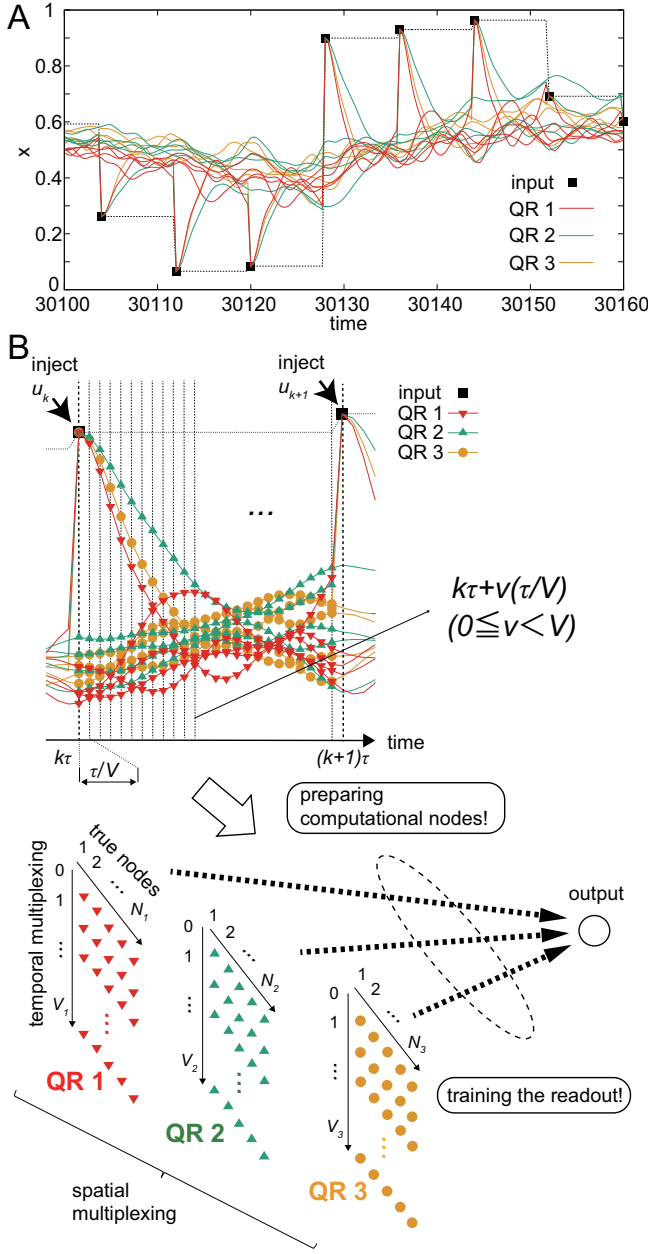 A
x
1
0.8
0.6
0.4
0.2
0
30100 30110 30120 30130 30140 30150 30160
time
input
QR 1
QR 2
QR 3
B
inject
u_k
inject
u_{k+1}
input
QR 1
QR 2
QR 3
...
kτ+v(τ/V)
(0≦v<V)
kτ
τ/V
(k+1)τ
time
preparing
computational nodes!
temporal multiplexing
true nodes
0
1
...
V_1
1
2
...
N_1
...
QR 1
0
1
...
V_2
1
2
...
N_2
...
QR 2
0
1
...
V_3
1
2
...
N_3
...
QR 3
output
training the readout!
spatial
multiplexing